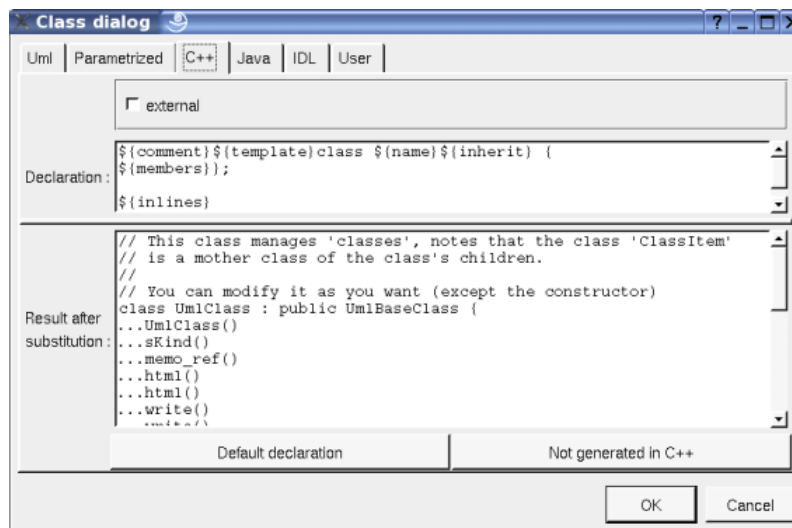 Class dialog
Uml Parametrized C++ Java IDL User
external
Declaration :
${comment}${template}class ${name}${inherit} {
${members}};
${inlines}
Result after
substitution :
// This class manages 'classes', notes that the class 'ClassItem'
// is a mother class of the class's children.
//
// You can modify it as you want (except the constructor)
class UmlClass : public UmlBaseClass {
...UmlClass()
...sKind()
...memo_ref()
...html()
...html()
...write()
Default declaration Not generated in C++
OK Cancel